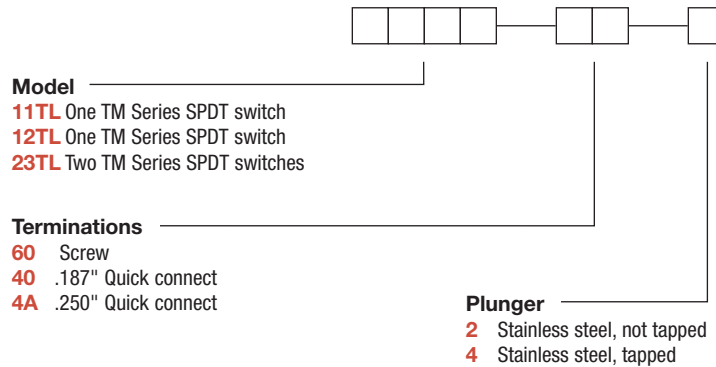 Model
11TL One TM Series SPDT switch
12TL One TM Series SPDT switch
23TL Two TM Series SPDT switches
Terminations
60 Screw
40 .187" Quick connect
4A .250" Quick connect
Plunger
2 Stainless steel, not tapped
4 Stainless steel, tapped